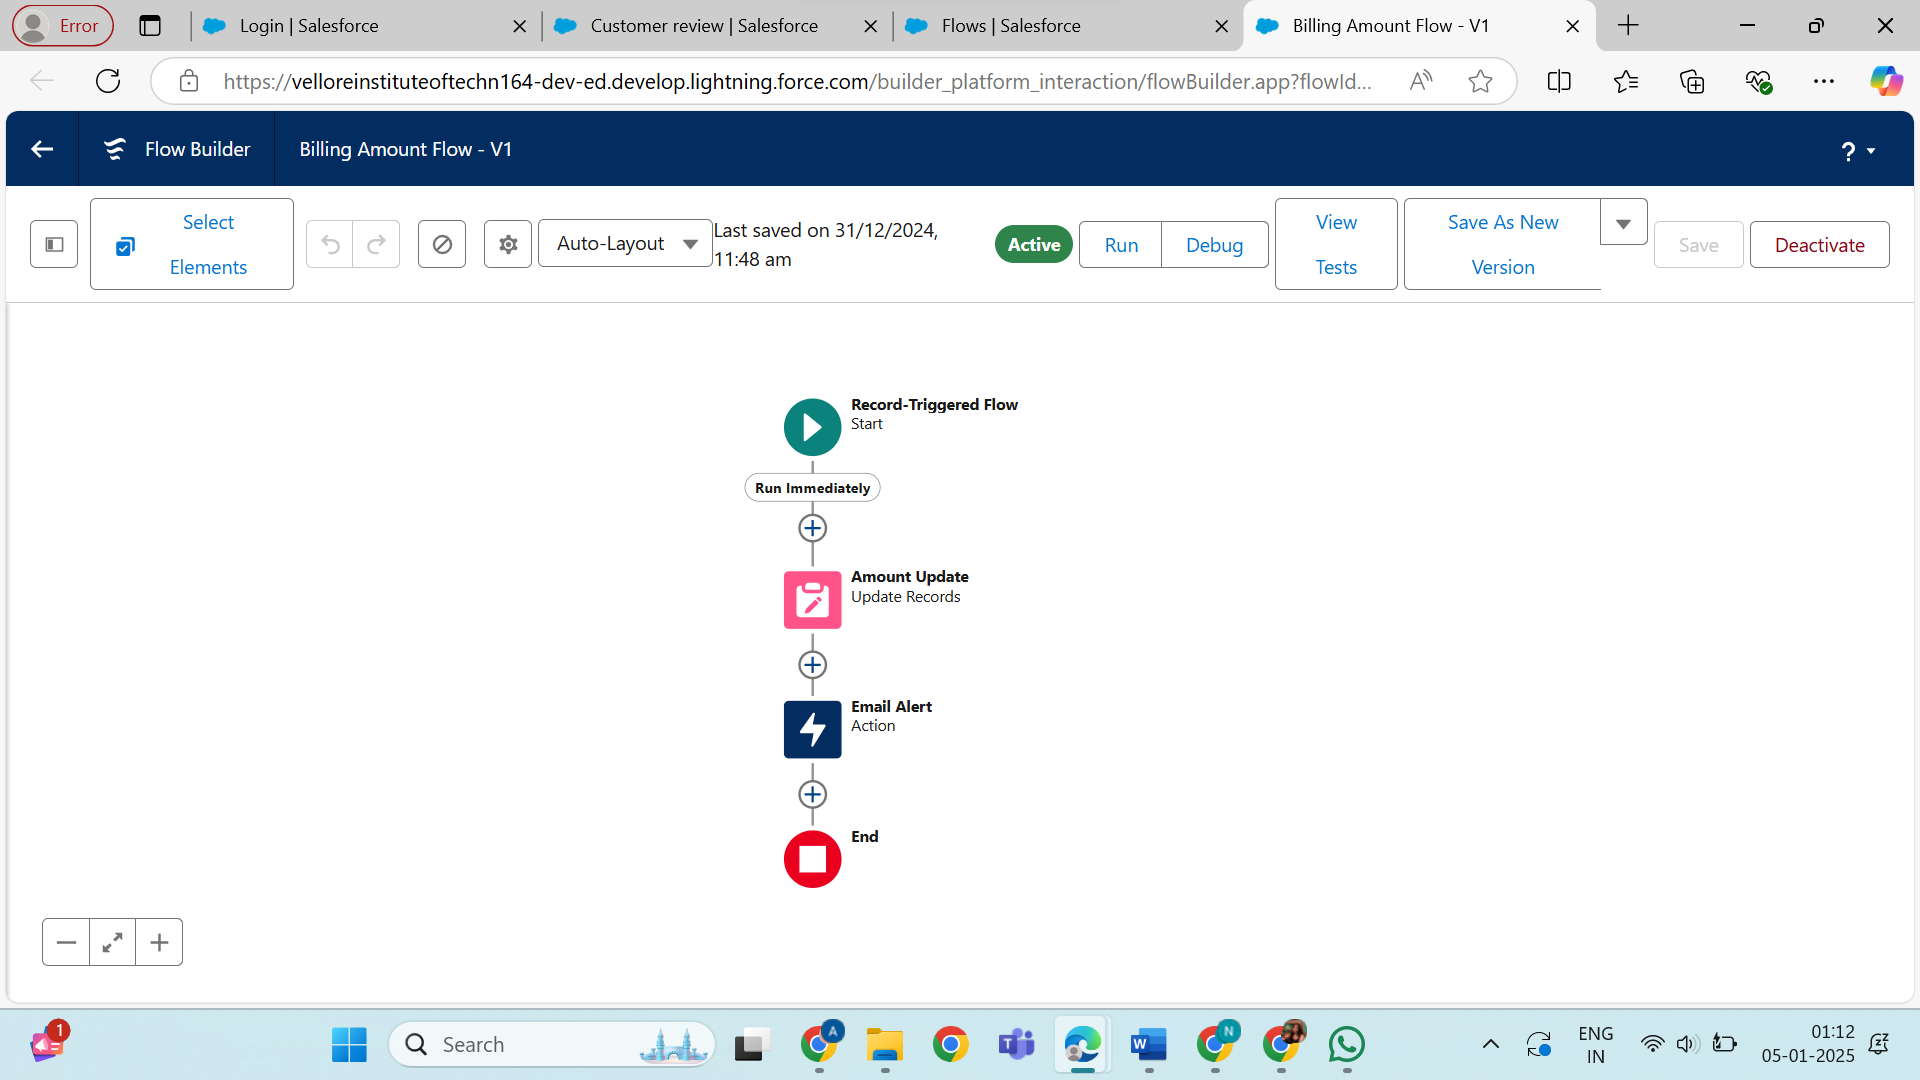 Error
Login | Salesforce
Customer review | Salesforce
Flows | Salesforce
Billing Amount Flow - V1
https://velloreinstituteoftechn164-dev-ed.develop.lightning.force.com/builder_platform_interaction/flowBuilder.app?flowId...
Flow Builder
Billing Amount Flow - V1
?
Select
Elements
Auto-Layout
Last saved on 31/12/2024,
11:48 am
Active
Run
Debug
View
Tests
Save As New
Version
Save
Deactivate
Record-Triggered Flow
Start
Run Immediately
Amount Update
Update Records
Email Alert
Action
End
1
Search
A
T
W
N
ENG
IN
01:12
05-01-2025